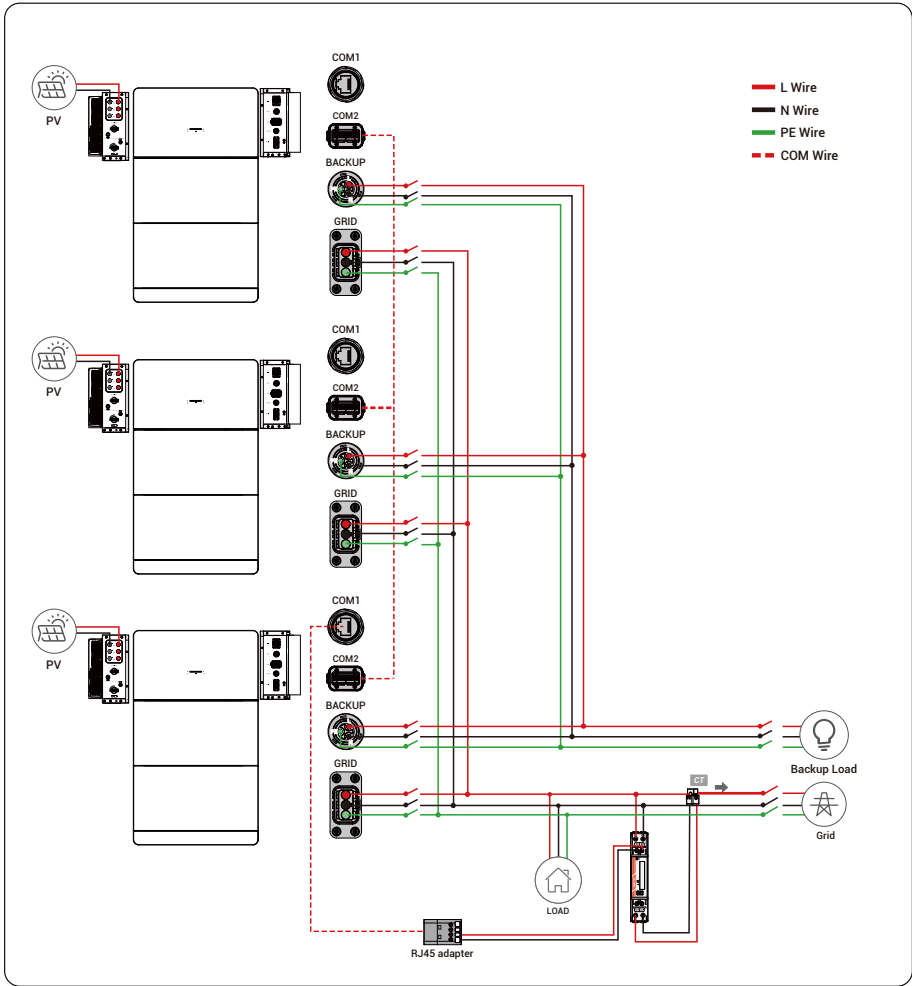 COM1
PV
COM2
BACKUP
GRID
L Wire
N Wire
PE Wire
COM Wire
COM1
PV
COM2
BACKUP
GRID
COM1
PV
COM2
BACKUP
GRID
Backup Load
CT
Grid
LOAD
RJ45 adapter